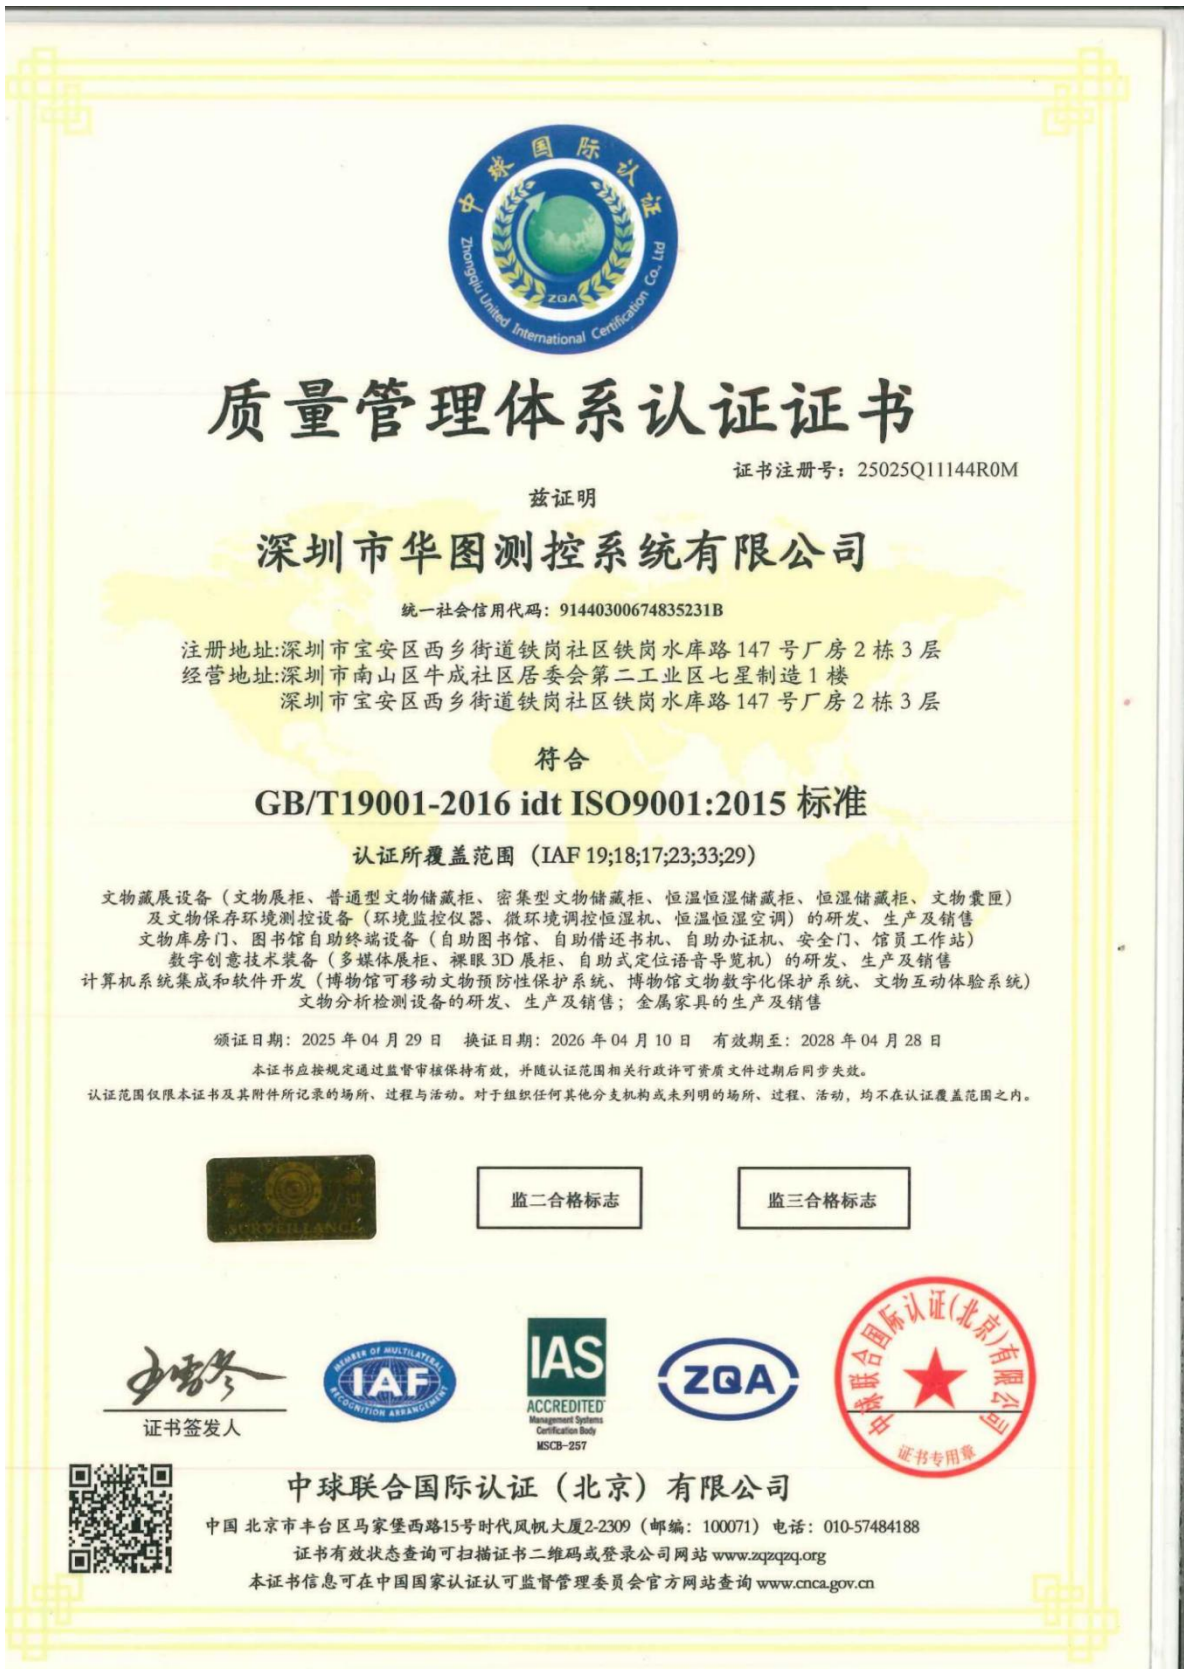 中球国际认证
Zhongqiu United International Certification Co., Ltd
ZQA
质量管理体系认证证书
证书注册号：25025Q11144R0M
兹证明
深圳市华图测控系统有限公司
统一社会信用代码：91440300674835231B
注册地址:深圳市宝安区西乡街道铁岗社区铁岗水库路 147 号厂房 2 栋 3 层
经营地址:深圳市南山区牛成社区居委会第二工业区七星制造 1 楼
深圳市宝安区西乡街道铁岗社区铁岗水库路 147 号厂房 2 栋 3 层
符合
GB/T19001-2016 idt ISO9001:2015 标准
认证所覆盖范围（IAF 19;18;17;23;33;29）
文物藏展设备（文物展柜、普通型文物储藏柜、密集型文物储藏柜、恒温恒湿储藏柜、恒湿储藏柜、文物囊匣）
及文物保存环境测控设备（环境监控仪器、微环境调控恒湿机、恒温恒湿空调）的研发、生产及销售
文物库房门、图书馆自助终端设备（自助图书馆、自助借还书机、自助办证机、安全门、馆员工作站）
数字创意技术装备（多媒体展柜、裸眼 3D 展柜、自助式定位语音导览机）的研发、生产及销售
计算机系统集成和软件开发（博物馆可移动文物预防性保护系统、博物馆文物数字化保护系统、文物互动体验系统）
文物分析检测设备的研发、生产及销售；金属家具的生产及销售
颁证日期：2025 年 04 月 29 日 换证日期：2026 年 04 月 10 日 有效期至：2028 年 04 月 28 日
本证书应按规定通过监督审核保持有效，并随认证范围相关行政许可资质文件过期后同步失效。
认证范围仅限本证书及其附件所记录的场所、过程与活动。对于组织任何其他分支机构或未列明的场所、过程、活动，均不在认证覆盖范围之内。
SURVEILLANCE
监二合格标志
监三合格标志
证书签发人
MEMBER OF MULTILATERAL
IAF
RECOGNITION ARRANGEMENT
IAS
ACCREDITED
Management Systems
Certification Body
MSCB-257
ZQA
中球联合国际认证(北京)有限公司
证书专用章
中球联合国际认证（北京）有限公司
中国 北京市丰台区马家堡西路15号时代风帆大厦2-2309（邮编：100071）电话：010-57484188
证书有效状态查询可扫描证书二维码或登录公司网站 www.zqzqzq.org
本证书信息可在中国国家认证认可监督管理委员会官方网站查询 www.cnca.gov.cn